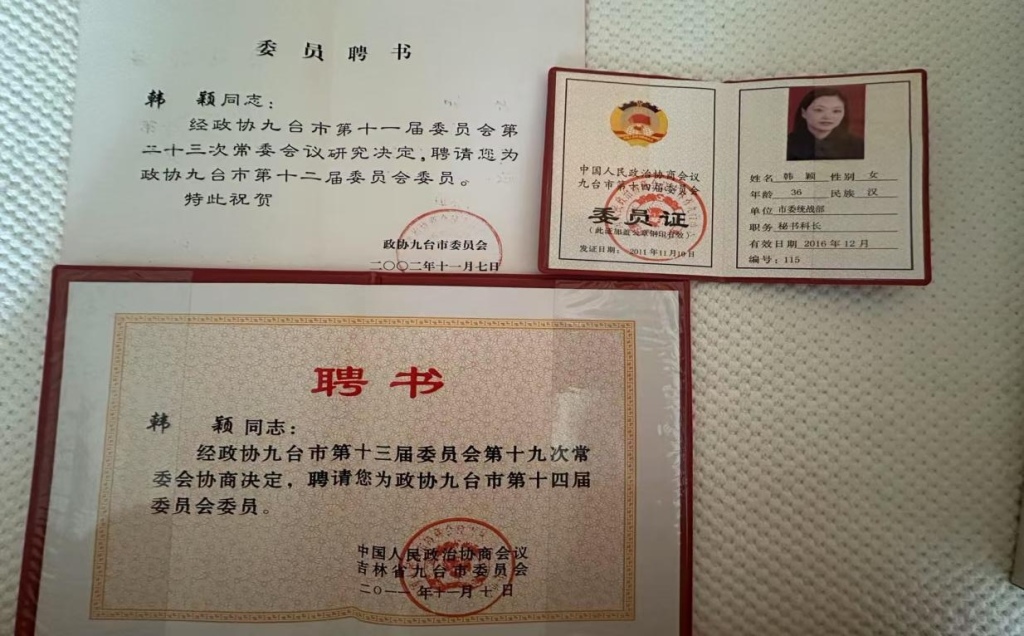 委员聘书
韩 颖同志：
经政协九台市第十一届委员会第
二十三次常委会议研究决定，聘请您为
政协九台市第十二届委员会委员。
特此祝贺
政协九台市委员会
二〇〇二年十一月七日
中国人民政治协商会议
九台市第十四届委员会
委员证
发证日期：2011年11月10日
姓名 韩 颖 性别 女
年龄 36 民族 汉
单位 市委统战部
职务 秘书科长
有效日期 2016年12月
编号：115
聘书
韩 颖同志：
经政协九台市第十三届委员会第十九次常
委会协商决定，聘请您为政协九台市第十四届
委员会委员。
中国人民政治协商会议
吉林省九台市委员会
二〇一一年十一月十日